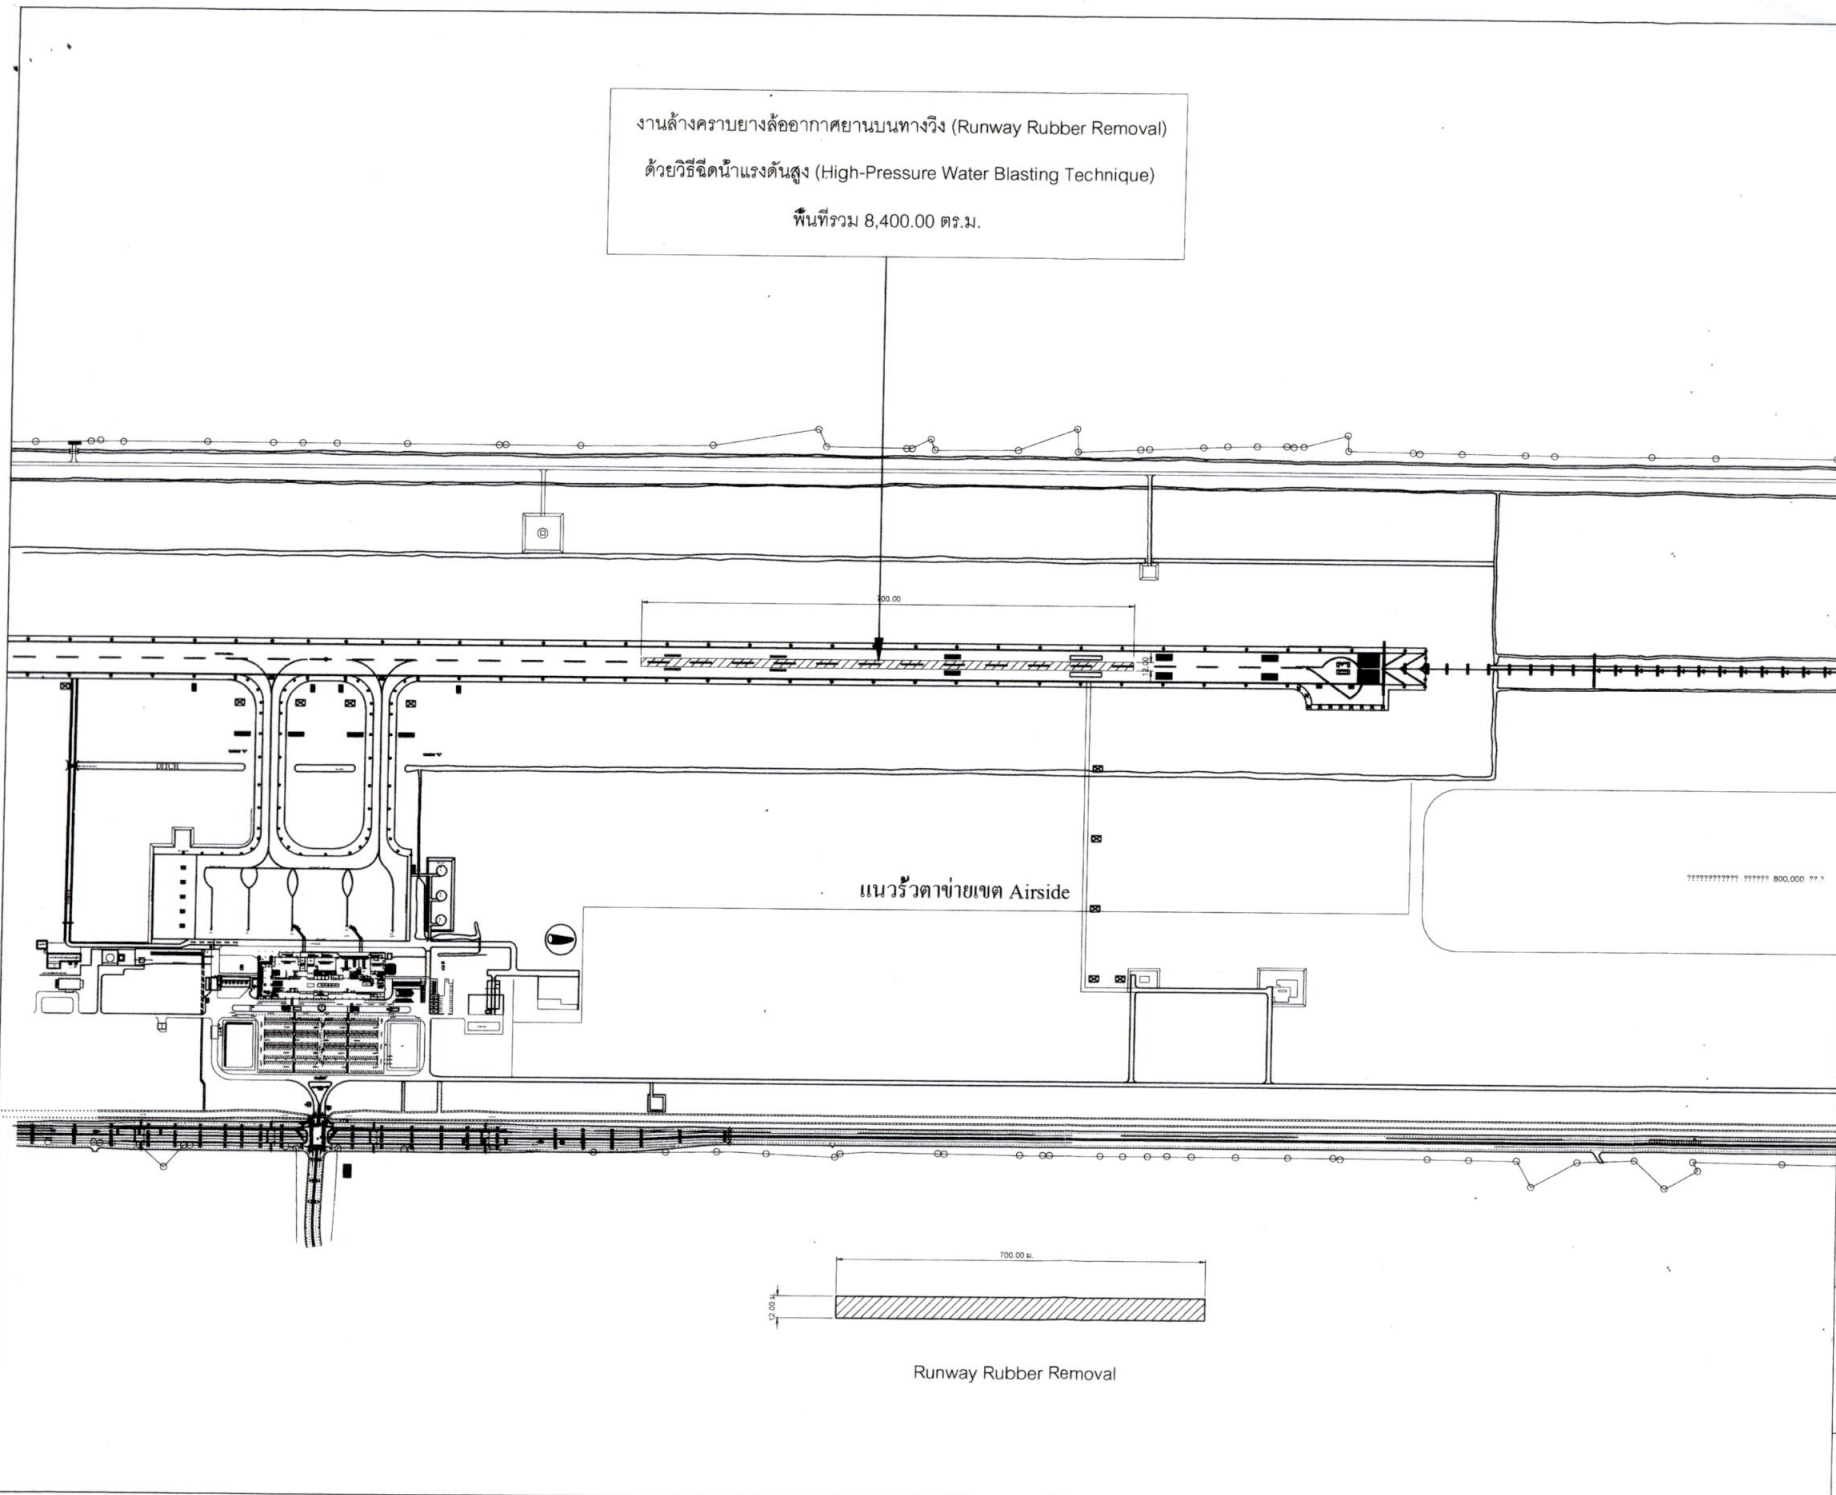 งานล้างคราบยางล้ออากาศยานบนทางวิ่ง (Runway Rubber Removal)
ด้วยวิธีฉีดน้ำแรงดันสูง (High-Pressure Water Blasting Technique)
พื้นที่รวม 8,400.00 ตร.ม.
700.00
12.00
DITCH
???????????? ?????? 800,000 ??.?
แนวรั้วตาข่ายเขต Airside
700.00 ม.
12.00 ม.
Runway Rubber Removal